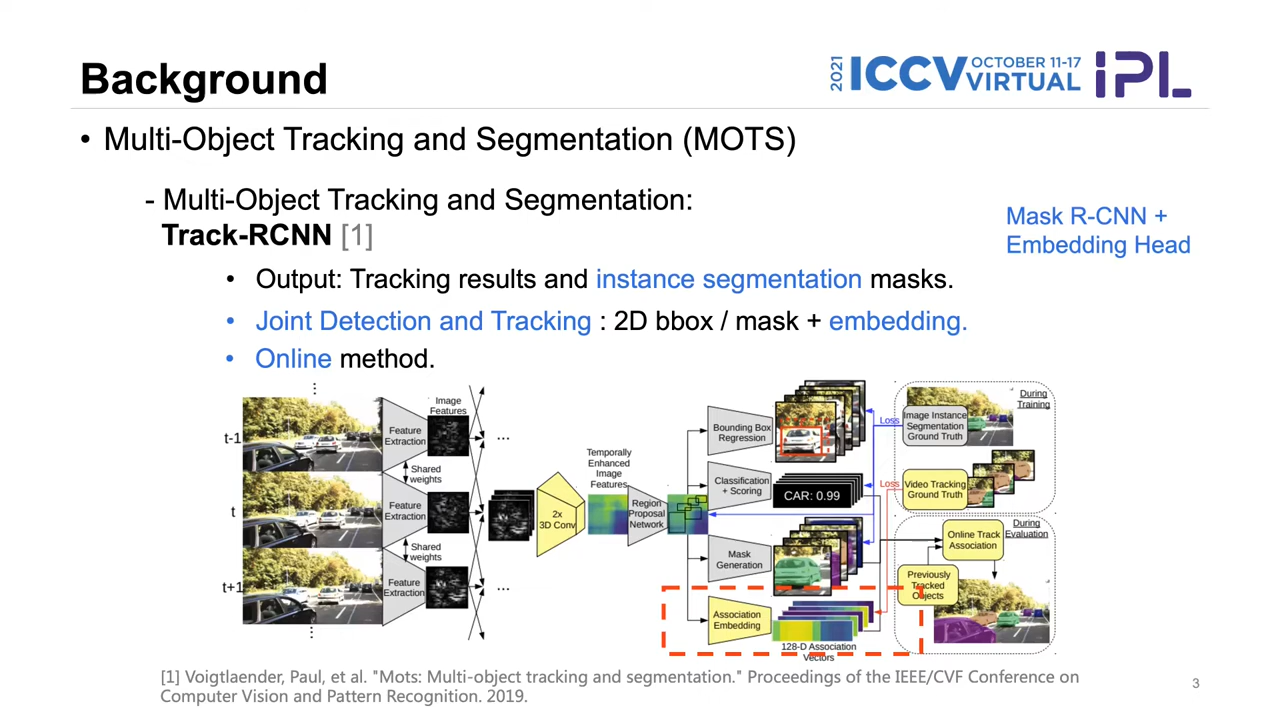 Background
2021 ICCV OCTOBER 11-17 VIRTUAL
iPL
• Multi-Object Tracking and Segmentation (MOTS)
- Multi-Object Tracking and Segmentation:
Track-RCNN [1]
Mask R-CNN +
Embedding Head
• Output: Tracking results and instance segmentation masks.
• Joint Detection and Tracking : 2D bbox / mask + embedding.
• Online method.
t-1
t
t+1
Feature
Extraction
Shared
weights
Feature
Extraction
Shared
weights
Feature
Extraction
Image
Features
...
...
2x
3D Conv
Temporally
Enhanced
Image
Features
Region
Proposal
Network
Bounding Box
Regression
Classification
+ Scoring
CAR: 0.99
Mask
Generation
Association
Embedding
128-D Association
Vectors
Loss
Loss
During
Training
Image Instance
Segmentation
Ground Truth
Video Tracking
Ground Truth
During
Evaluation
Online Track
Association
Previously
Tracked
Objects
[1] Voigtlaender, Paul, et al. "Mots: Multi-object tracking and segmentation." Proceedings of the IEEE/CVF Conference on
Computer Vision and Pattern Recognition. 2019.
3